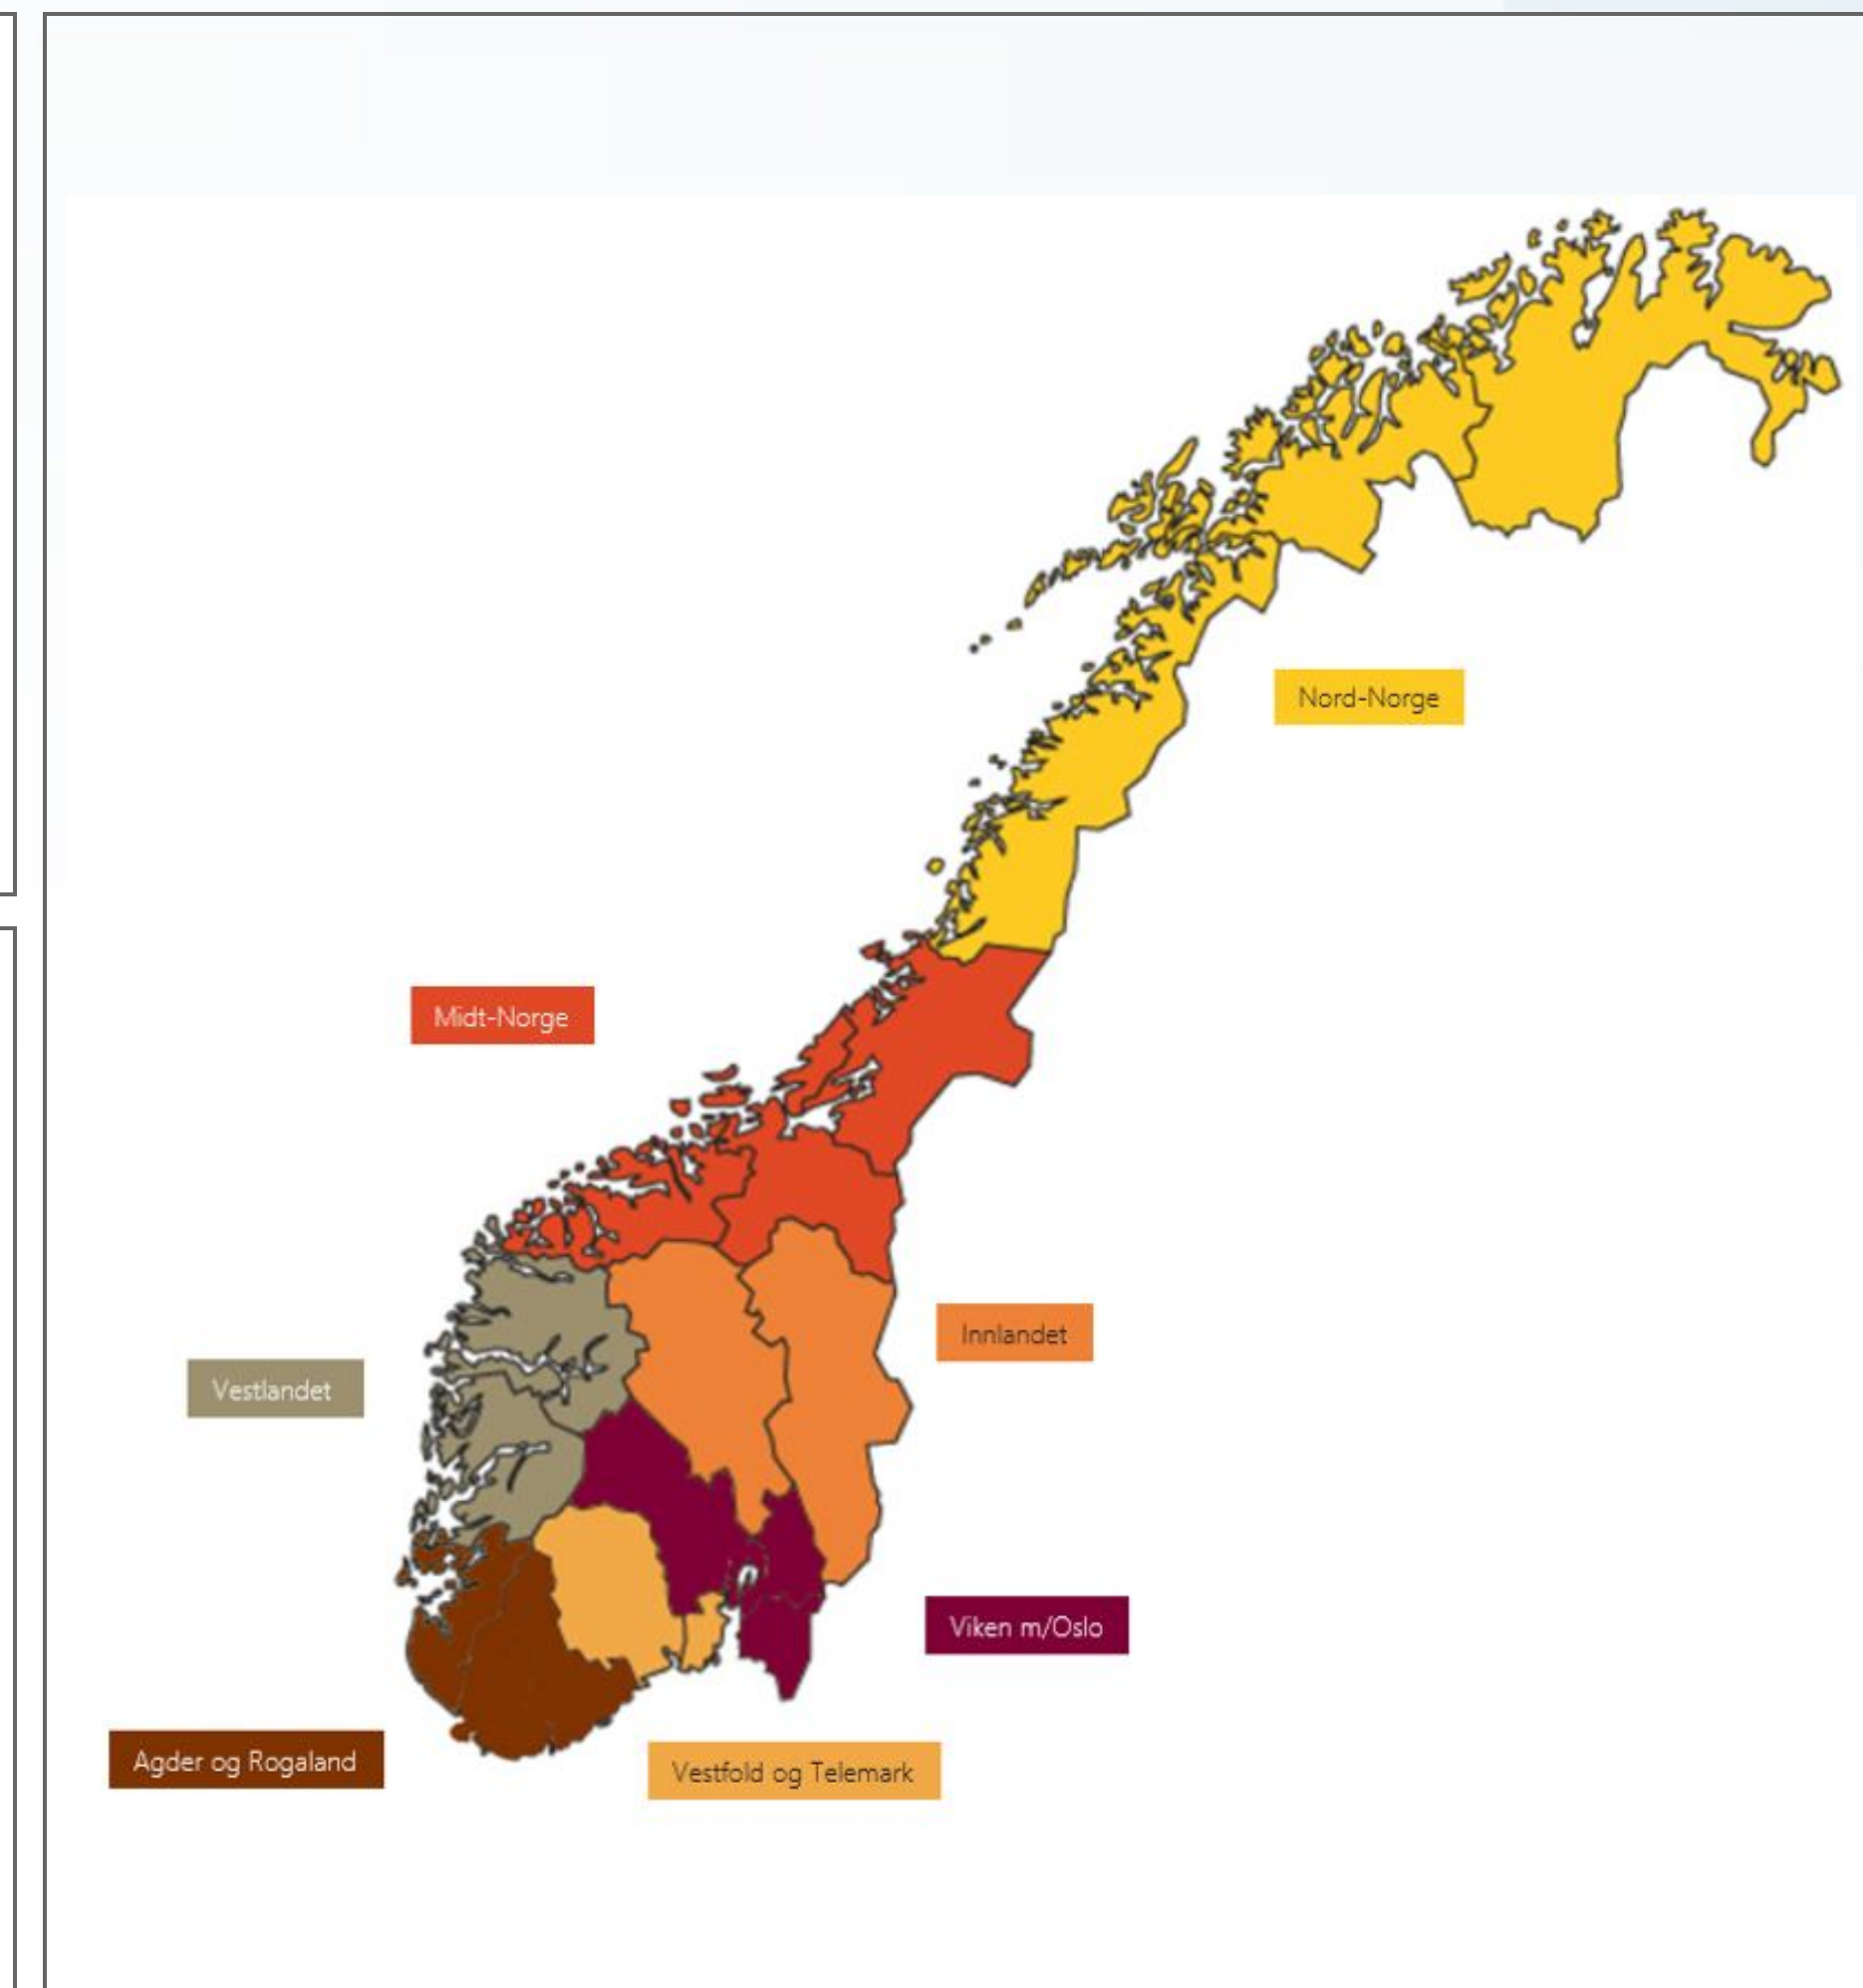 Nord-Norge
Midt-Norge
Innlandet
Vestlandet
Viken m/Oslo
Agder og Rogaland
Vestfold og Telemark